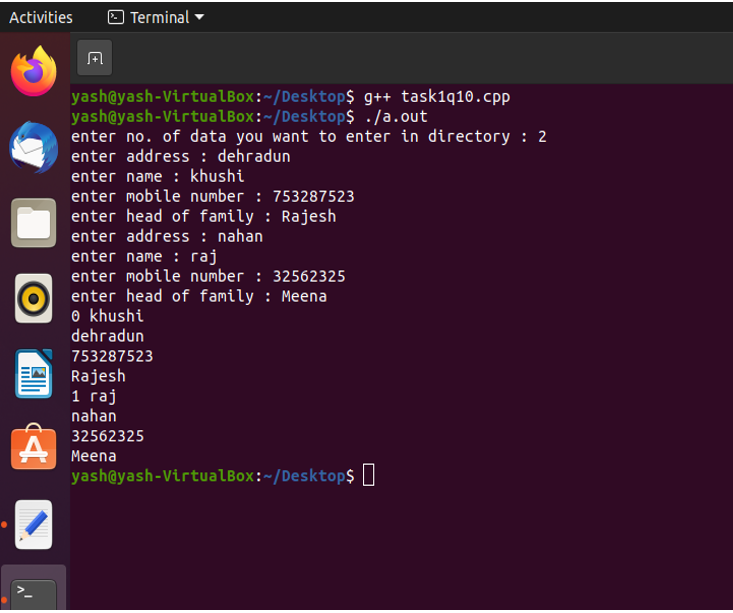 Activities Terminal
yash@yash-VirtualBox:~/Desktop$ g++ task1q10.cpp
yash@yash-VirtualBox:~/Desktop$ ./a.out
enter no. of data you want to enter in directory : 2
enter address : dehradun
enter name : khushi
enter mobile number : 753287523
enter head of family : Rajesh
enter address : nahan
enter name : raj
enter mobile number : 32562325
enter head of family : Meena
0 khushi
dehradun
753287523
Rajesh
1 raj
nahan
32562325
Meena
yash@yash-VirtualBox:~/Desktop$